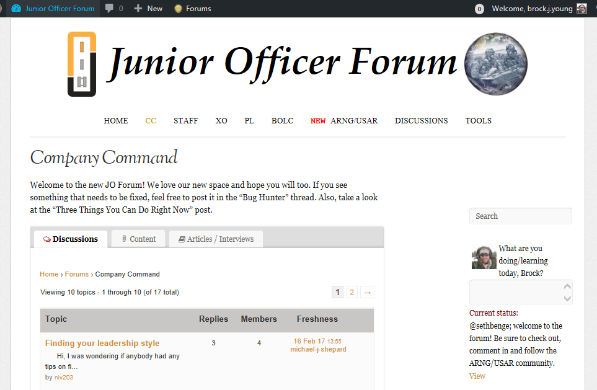 Junior Officer Forum 0 + New Forums 0 Welcome, brock.j.young
Junior Officer Forum
HOME CC STAFF XO PL BOLC NEW ARNG/USAR DISCUSSIONS TOOLS
Company Command
Welcome to the new JO Forum! We love our new space and hope you will too. If you see
something that needs to be fixed, feel free to post it in the “Bug Hunter” thread. Also, take a look
at the “Three Things You Can Do Right Now” post.
Search
Discussions Content Articles / Interviews
What are you
doing/learning
today, Brock?
Home › Forums › Company Command
Viewing 10 topics - 1 through 10 (of 17 total) 1 2 →
Current status:
@sethbenge; welcome to the
forum! Be sure to check out,
comment in and follow the
ARNG/USAR community.
View
Topic Replies Members Freshness
Finding your leadership style 3 4 18 Feb 17 13:55
michael-j-shepard
Hi, I was wondering if anybody had any
tips on fi...
by niv203